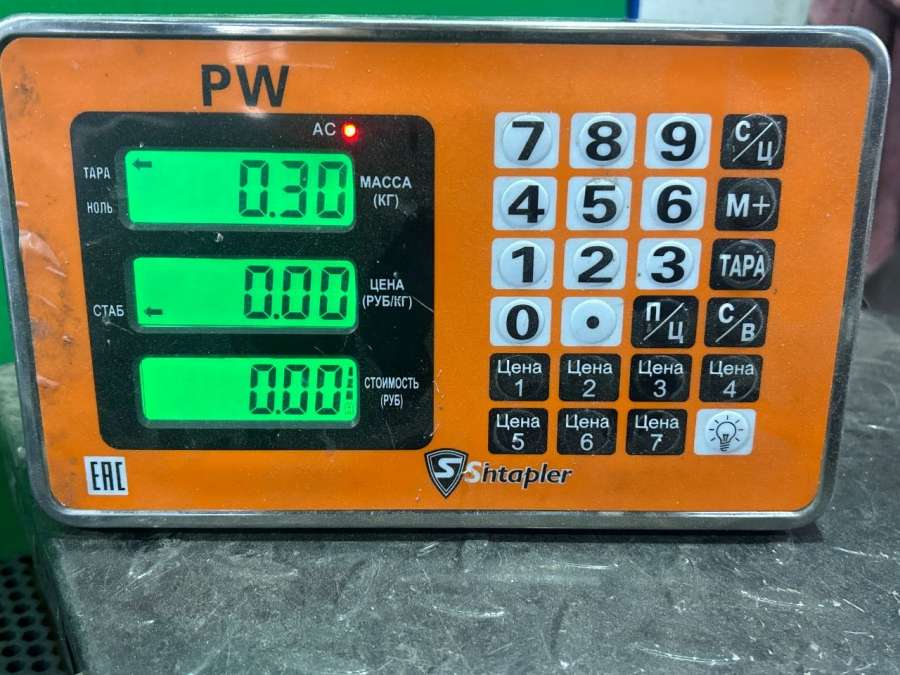 PW
AC
ТАРА
НОЛЬ
0.30
МАССА
(КГ)
СТАБ
0.00
ЦЕНА
(РУБ/КГ)
0.00
СТОИМОСТЬ
(РУБ)
7 8 9 С/Ц
4 5 6 М+
1 2 3 ТАРА
0 . П/Ц С/В
Цена 1 Цена 2 Цена 3 Цена 4
Цена 5 Цена 6 Цена 7
EAC
S Shtapler